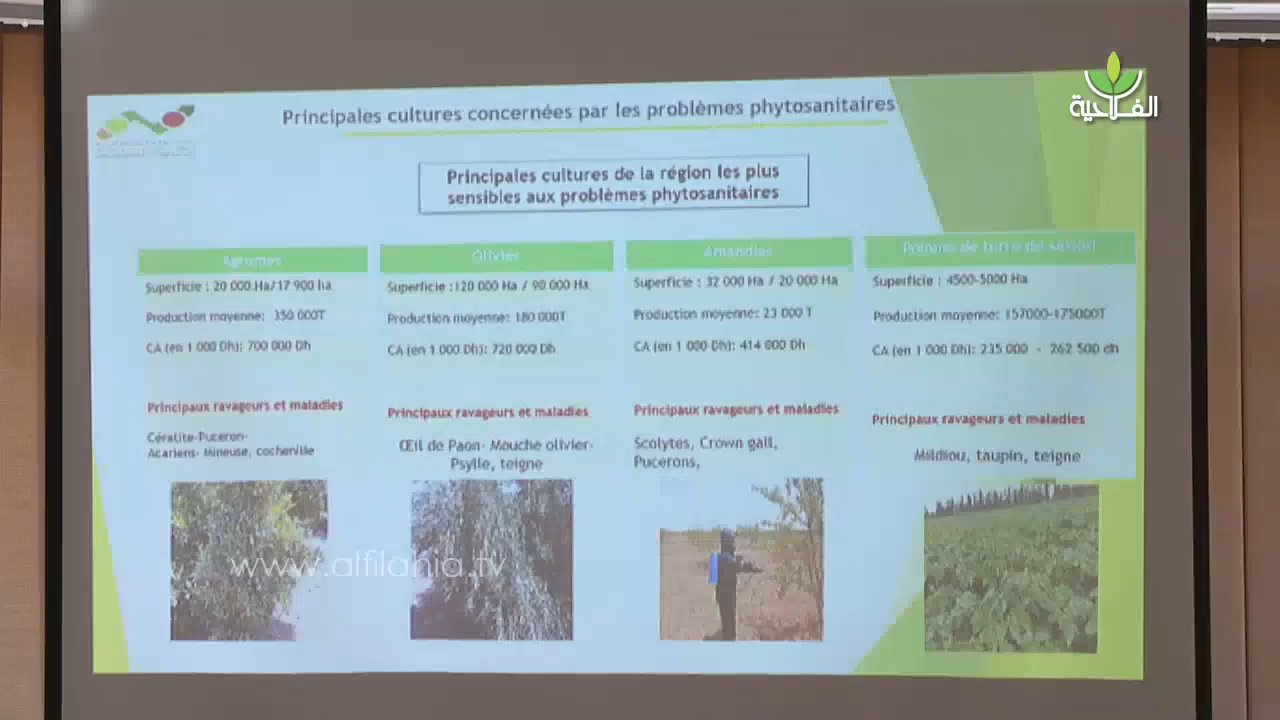 الفلاحية
Principales cultures concernées par les problèmes phytosanitaires
Principales cultures de la région les plus
sensibles aux problèmes phytosanitaires
Agrumes
Superficie : 20 000 Ha/17 900 ha
Production moyenne: 350 000T
CA (en 1 000 Dh): 700 000 Dh
Principaux ravageurs et maladies
Cératite-Puceron-
Acariens- Mineuse, cochenille
Olivier
Superficie :120 000 Ha / 90 000 Ha
Production moyenne: 180 000T
CA (en 1 000 Dh): 720 000 Dh
Principaux ravageurs et maladies
Œil de Paon- Mouche olivier-
Psylle, teigne
Amandies
Superficie : 32 000 Ha / 20 000 Ha
Production moyenne : 23 000 T
CA (en 1 000 Dh): 414 000 Dh
Principaux ravageurs et maladies
Scolytes, Crown gall,
Pucerons,
Pomme de terre de saison
Superficie : 4500-5000 Ha
Production moyenne: 157000-175000T
CA (en 1 000 Dh): 235 000 - 262 500 dh
Principaux ravageurs et maladies
Mildiou, taupin, teigne
www.alfilahia.tv